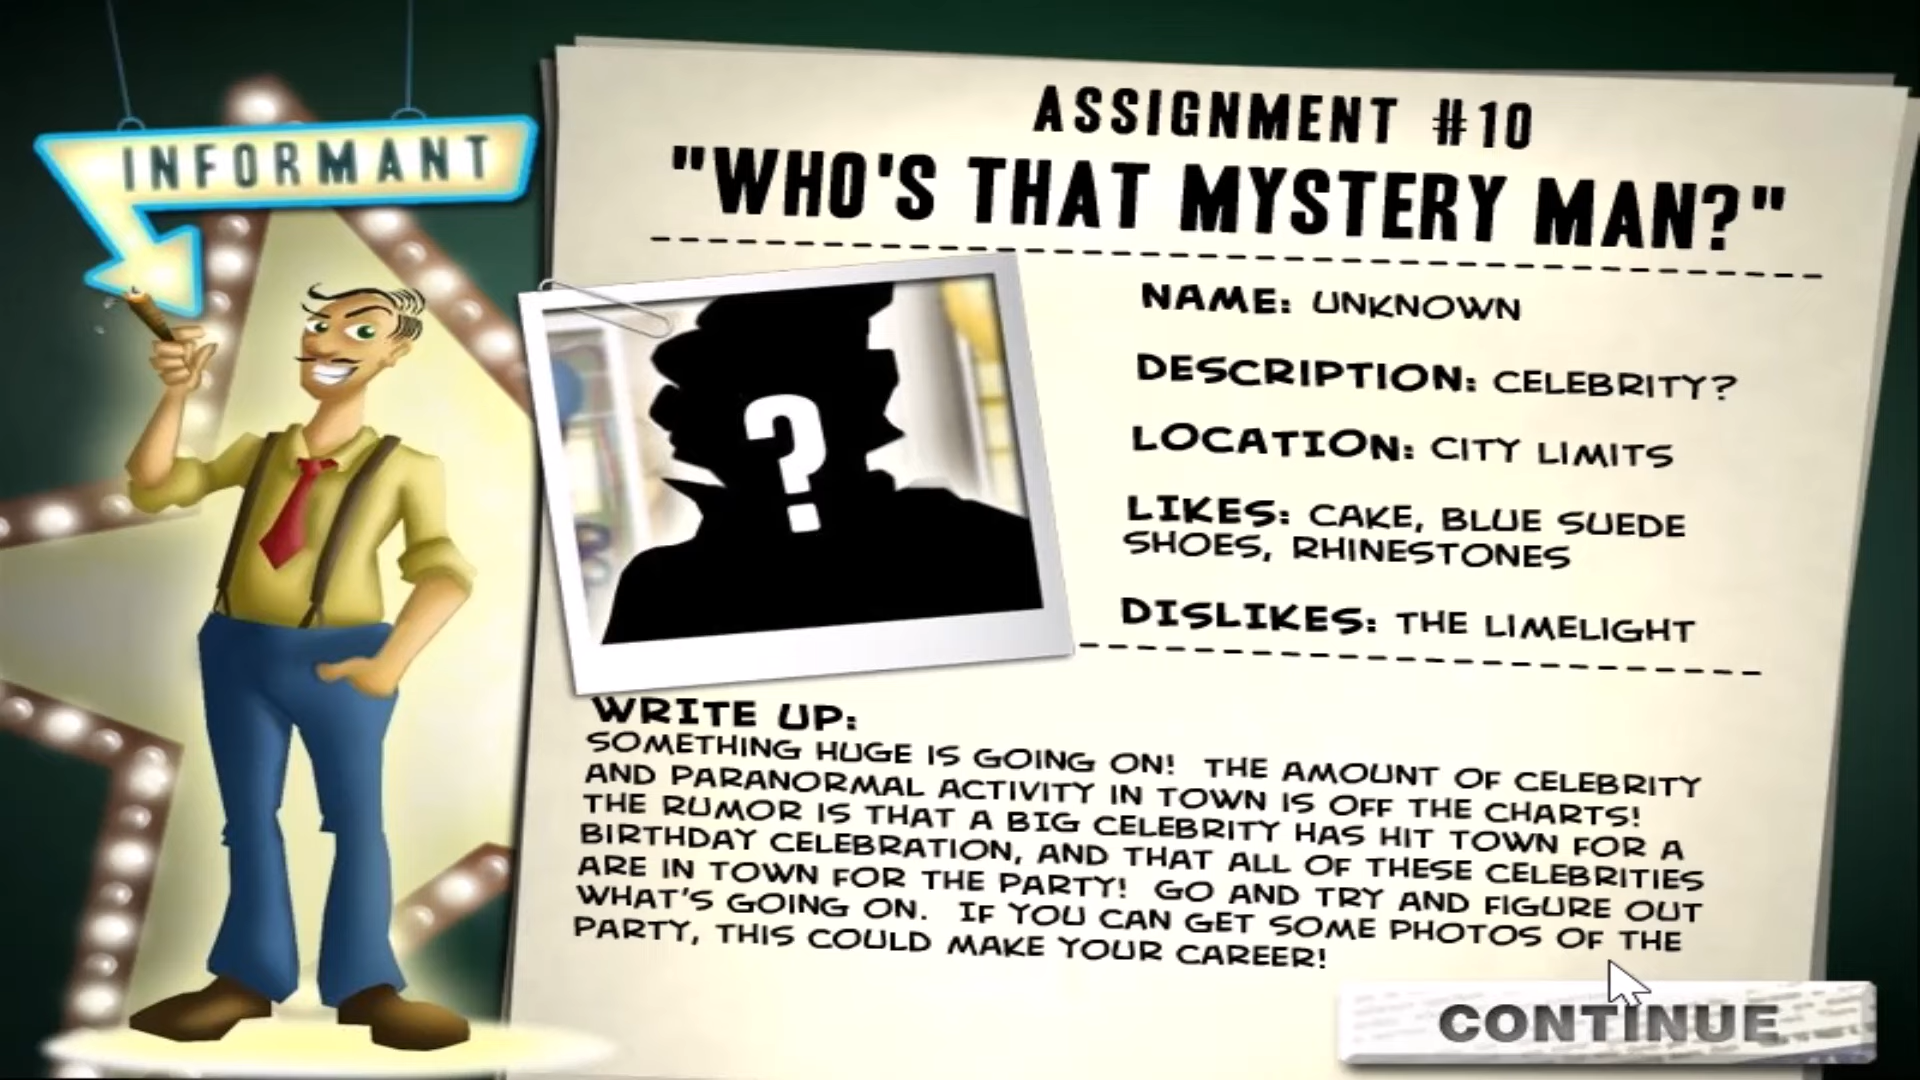 INFORMANT
ASSIGNMENT #10
"WHO'S THAT MYSTERY MAN?"
?
NAME: UNKNOWN
DESCRIPTION: CELEBRITY?
LOCATION: CITY LIMITS
LIKES: CAKE, BLUE SUEDE
SHOES, RHINESTONES
DISLIKES: THE LIMELIGHT
WRITE UP:
SOMETHING HUGE IS GOING ON! THE AMOUNT OF CELEBRITY
AND PARANORMAL ACTIVITY IN TOWN IS OFF THE CHARTS!
THE RUMOR IS THAT A BIG CELEBRITY HAS HIT TOWN FOR A
BIRTHDAY CELEBRATION, AND THAT ALL OF THESE CELEBRITIES
ARE IN TOWN FOR THE PARTY! GO AND TRY AND FIGURE OUT
WHAT'S GOING ON. IF YOU CAN GET SOME PHOTOS OF THE
PARTY, THIS COULD MAKE YOUR CAREER!
CONTINUE